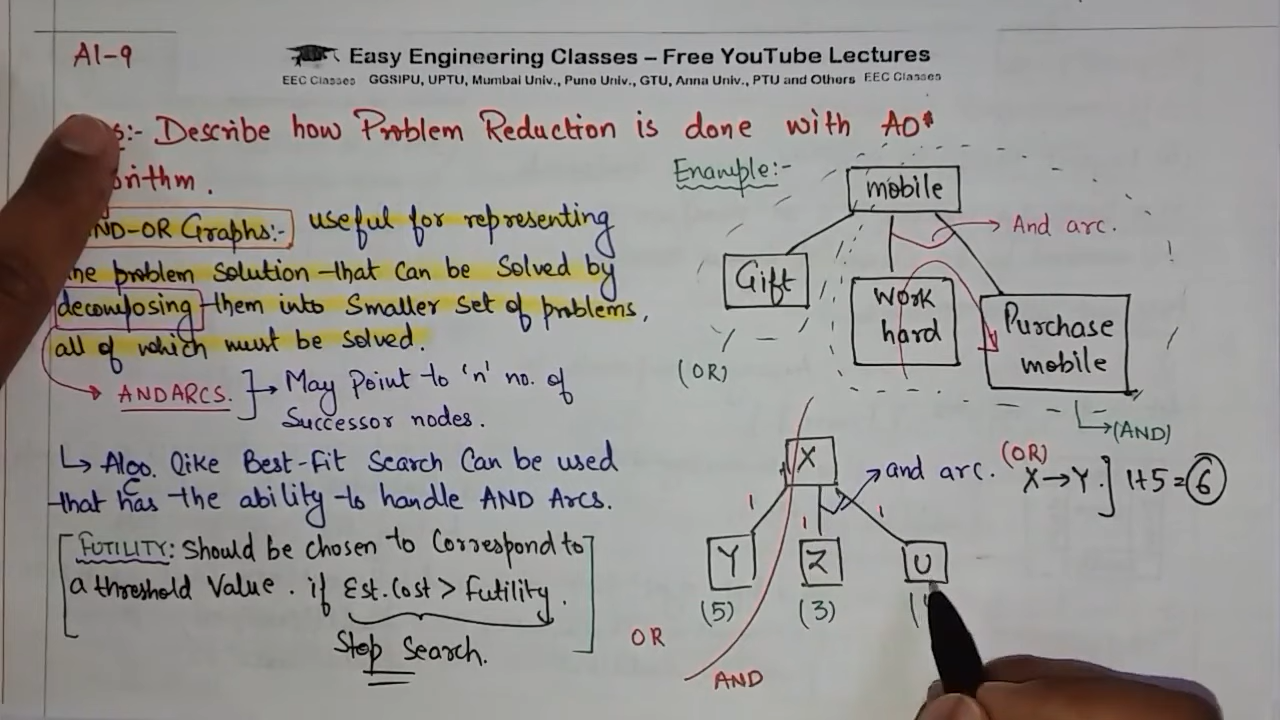 AI-9
Easy Engineering Classes – Free YouTube Lectures
EEC Classes GGSIPU, UPTU, Mumbai Univ., Pune Univ., GTU, Anna Univ., PTU and Others EEC Classes
:- Describe how Problem Reduction is done with AO*
orithm.
ND-OR Graphs:- useful for representing
he problem solution that can be solved by
decomposing them into smaller set of problems,
all of which must be solved.
AND ARCS. → May point to 'n' no. of
Successor nodes.
↳ Algo. like Best-fit search can be used
that has the ability to handle AND Arcs.
FUTILITY: Should be chosen to correspond to
a threshold value. if Est. Cost > Futility.
Stop Search.
Example:-
mobile
And arc.
Gift
work
hard
Purchase
mobile
(OR)
(AND)
X
and arc.
(OR)
X→Y.] 1+5=6
1
1
1
Y
Z
U
(5)
(3)
OR
AND